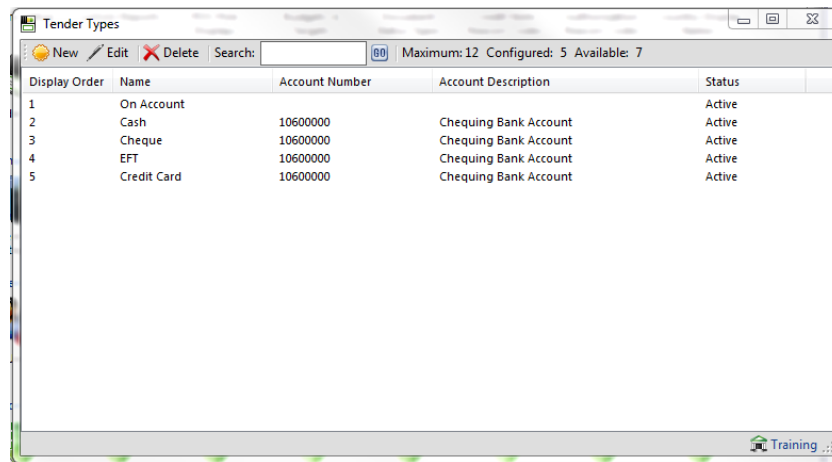 Tender Types
New Edit Delete Search: GO Maximum: 12 Configured: 5 Available: 7
Display Order Name Account Number Account Description Status
1 On Account Active
2 Cash 10600000 Chequing Bank Account Active
3 Cheque 10600000 Chequing Bank Account Active
4 EFT 10600000 Chequing Bank Account Active
5 Credit Card 10600000 Chequing Bank Account Active
Training